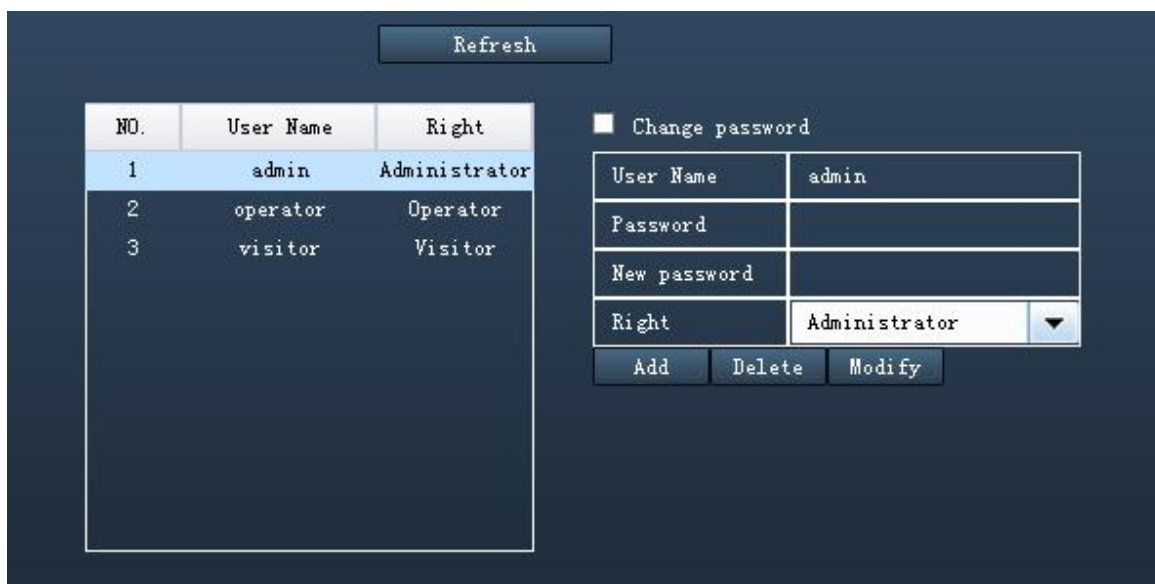 Refresh
NO. User Name Right
1 admin Administrator
2 operator Operator
3 visitor Visitor
Change password
User Name admin
Password
New password
Right Administrator
Add Delete Modify